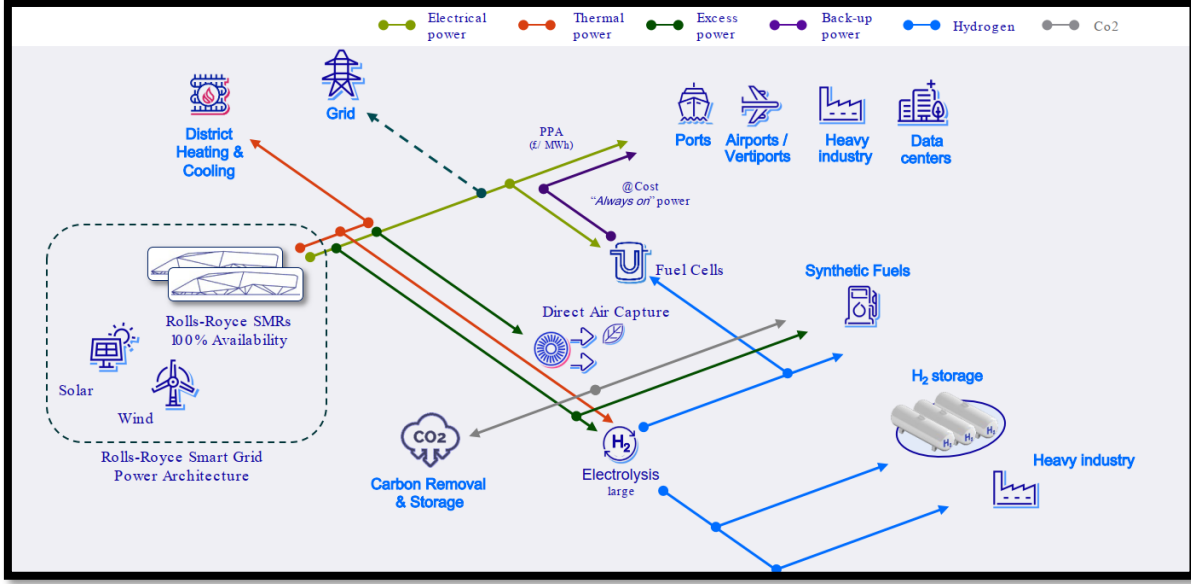 Electrical
power
Thermal
power
Excess
power
Back-up
power
Hydrogen
Co2
District
Heating &
Cooling
Grid
PPA
(£/ MWh)
Ports
Airports /
Vertiports
Heavy
industry
Data
centers
@Cost
"Always on" power
Fuel Cells
Rolls-Royce SMRs
100% Availability
Solar
Wind
Rolls-Royce Smart Grid
Power Architecture
Direct Air Capture
Synthetic Fuels
CO2
Carbon Removal
& Storage
H2
Electrolysis
large
H2 storage
H2
H2
H2
Heavy industry